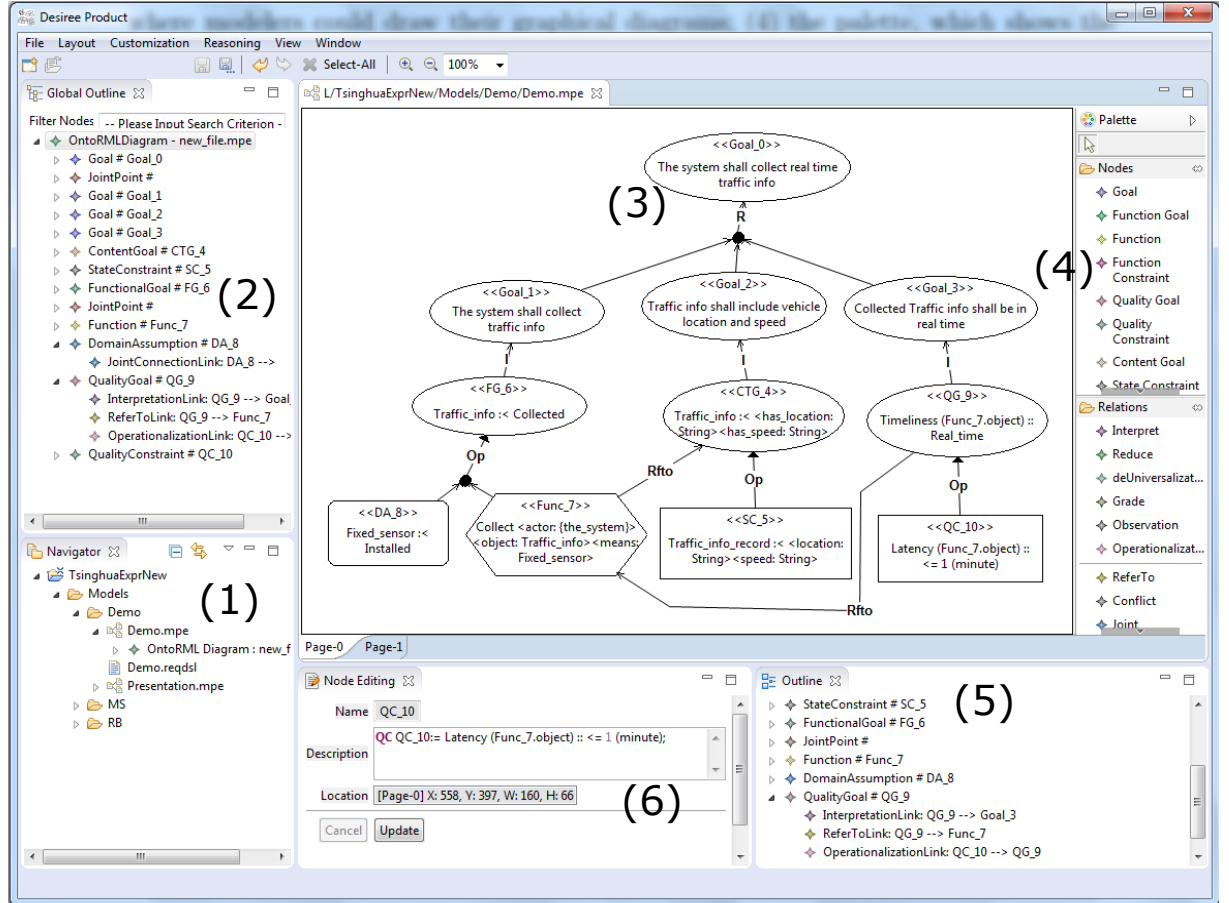 where modelers could draw their graphical diagrams; (4) the palette, which shows the
Desiree Product
File Layout Customization Reasoning View Window
Select-All 100%
Global Outline
Filter Nodes -- Please Input Search Criterion -
OntoRMLDiagram - new_file.mpe
Goal # Goal_0
JointPoint #
Goal # Goal_1
Goal # Goal_2
Goal # Goal_3
ContentGoal # CTG_4
StateConstraint # SC_5
FunctionalGoal # FG_6
JointPoint #
Function # Func_7
DomainAssumption # DA_8
JointConnectionLink: DA_8 -->
QualityGoal # QG_9
InterpretationLink: QG_9 --> Goal_
ReferToLink: QG_9 --> Func_7
OperationalizationLink: QC_10 -->
QualityConstraint # QC_10
(2)
Navigator
TsinghuaExprNew
Models
Demo
Demo.mpe
OntoRML Diagram : new_f
Demo.reqdsl
Presentation.mpe
MS
RB
(1)
L/TsinghuaExprNew/Models/Demo/Demo.mpe
<<Goal_0>>
The system shall collect real time
traffic info
(3)
R
<<Goal_1>>
The system shall collect
traffic info
<<Goal_2>>
Traffic info shall include vehicle
location and speed
<<Goal_3>>
Collected Traffic info shall be in
real time
I
I
I
<<FG_6>>
Traffic_info :< Collected
<<CTG_4>>
Traffic_info :< <has_location:
String> <has_speed: String>
<<QG_9>>
Timeliness (Func_7.object) ::
Real_time
Op
Rfto
Op
Op
<<DA_8>>
Fixed_sensor :<
Installed
<<Func_7>>
Collect <actor: {the_system}>
<object: Traffic_info> <means:
Fixed_sensor>
<<SC_5>>
Traffic_info_record :< <location:
String> <speed: String>
<<QC_10>>
Latency (Func_7.object) ::
<= 1 (minute)
Rfto
Page-0 Page-1
Palette
Nodes
Goal
Function Goal
Function
Function
Constraint
Quality Goal
Quality
Constraint
Content Goal
State Constraint
(4)
Relations
Interpret
Reduce
deUniversalizat...
Grade
Observation
Operationalizat...
ReferTo
Conflict
Joint
Node Editing
Name QC_10
Description QC QC_10:= Latency (Func_7.object) :: <= 1 (minute);
Location [Page-0] X: 558, Y: 397, W: 160, H: 66
(6)
Cancel Update
Outline
StateConstraint # SC_5
FunctionalGoal # FG_6
JointPoint #
Function # Func_7
DomainAssumption # DA_8
QualityGoal # QG_9
InterpretationLink: QG_9 --> Goal_3
ReferToLink: QG_9 --> Func_7
OperationalizationLink: QC_10 --> QG_9
(5)